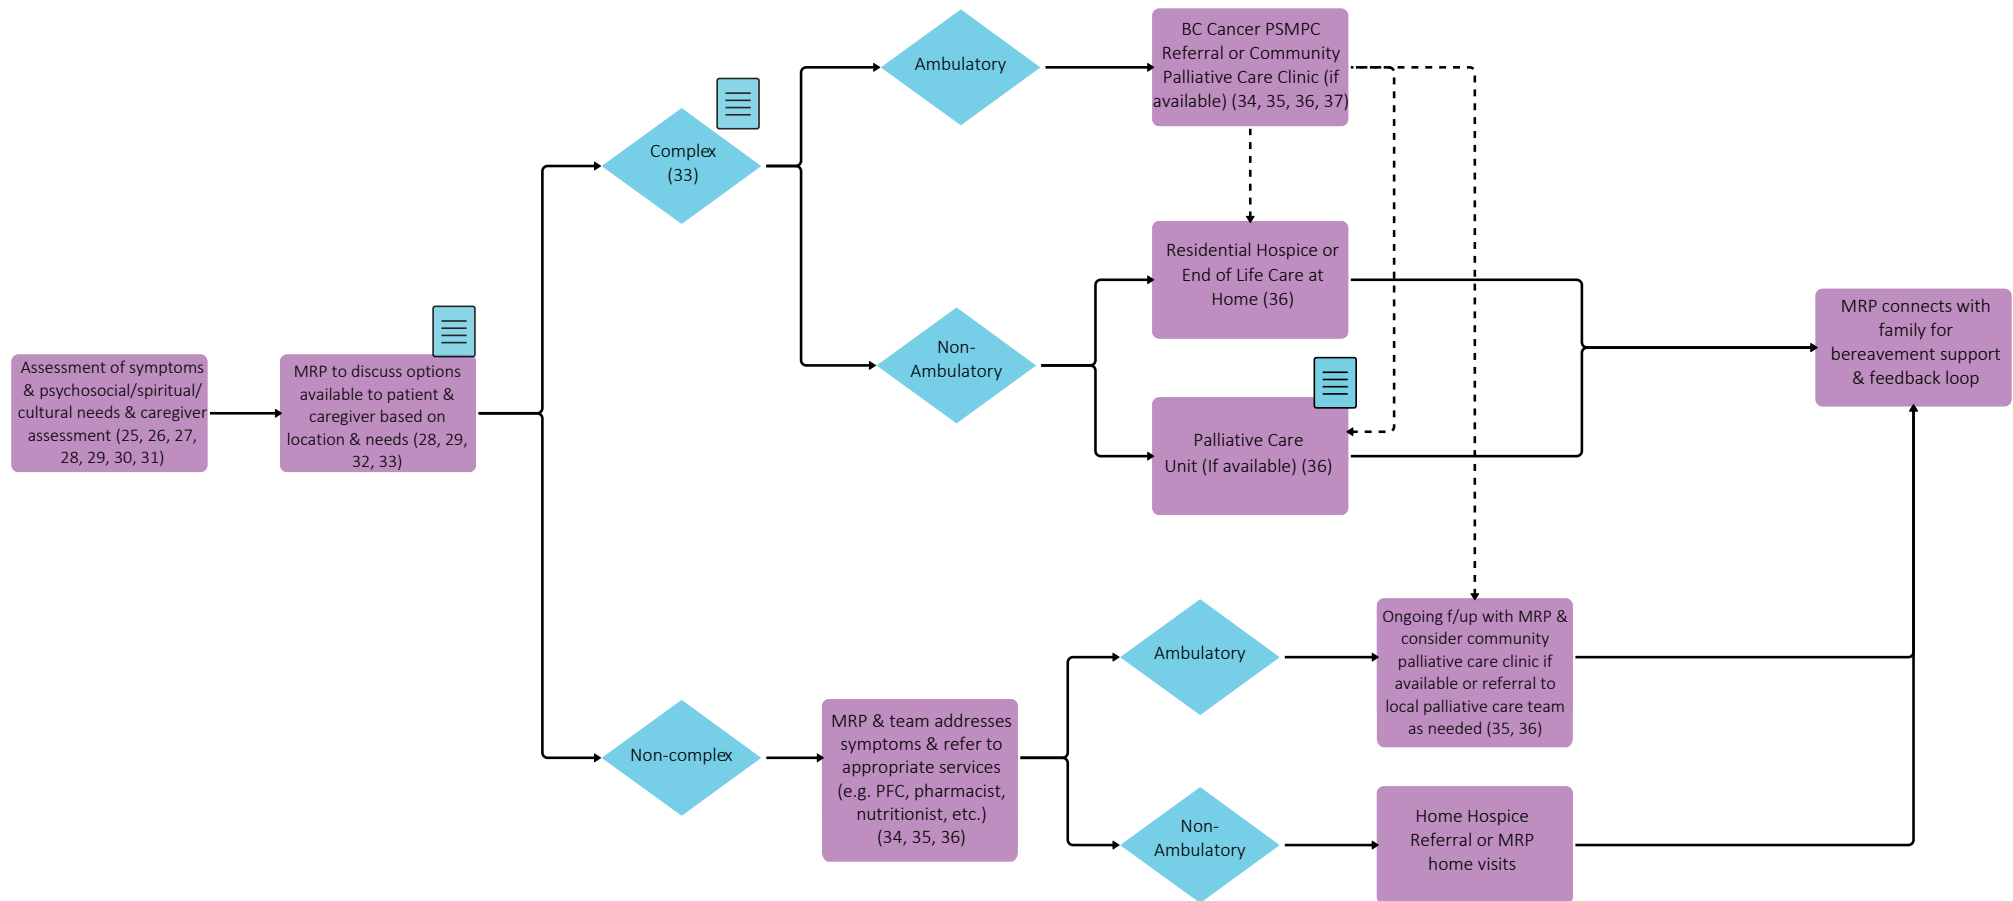 Assessment of symptoms
& psychosocial/spiritual/
cultural needs & caregiver
assessment (25, 26, 27,
28, 29, 30, 31)
MRP to discuss options
available to patient &
caregiver based on
location & needs (28, 29,
32, 33)
Complex
(33)
Ambulatory
BC Cancer PSMPC
Referral or Community
Palliative Care Clinic (if
available) (34, 35, 36, 37)
Non-
Ambulatory
Residential Hospice or
End of Life Care at
Home (36)
Palliative Care
Unit (If available) (36)
MRP connects with
family for
bereavement support
& feedback loop
Non-complex
MRP & team addresses
symptoms & refer to
appropriate services
(e.g. PFC, pharmacist,
nutritionist, etc.)
(34, 35, 36)
Ambulatory
Ongoing f/up with MRP &
consider community
palliative care clinic if
available or referral to
local palliative care team
as needed (35, 36)
Non-
Ambulatory
Home Hospice
Referral or MRP
home visits